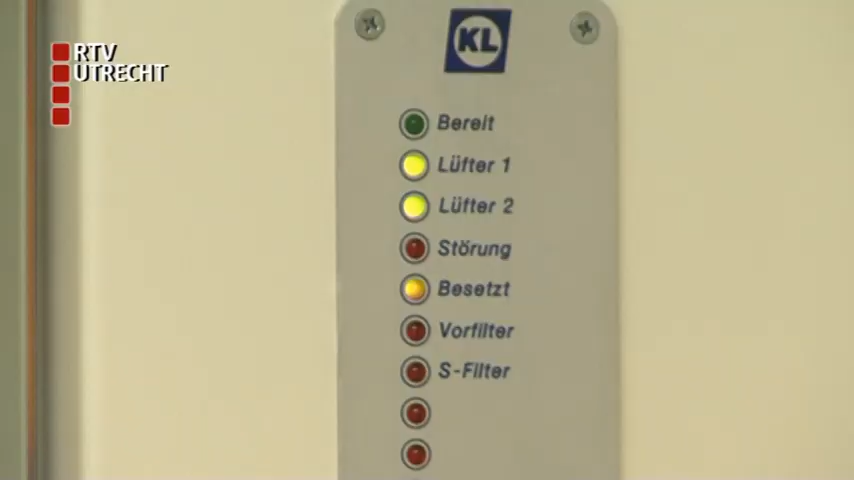 RTV
UTRECHT
KL
Bereit
Lüfter 1
Lüfter 2
Störung
Besetzt
Vorfilter
S-Filter